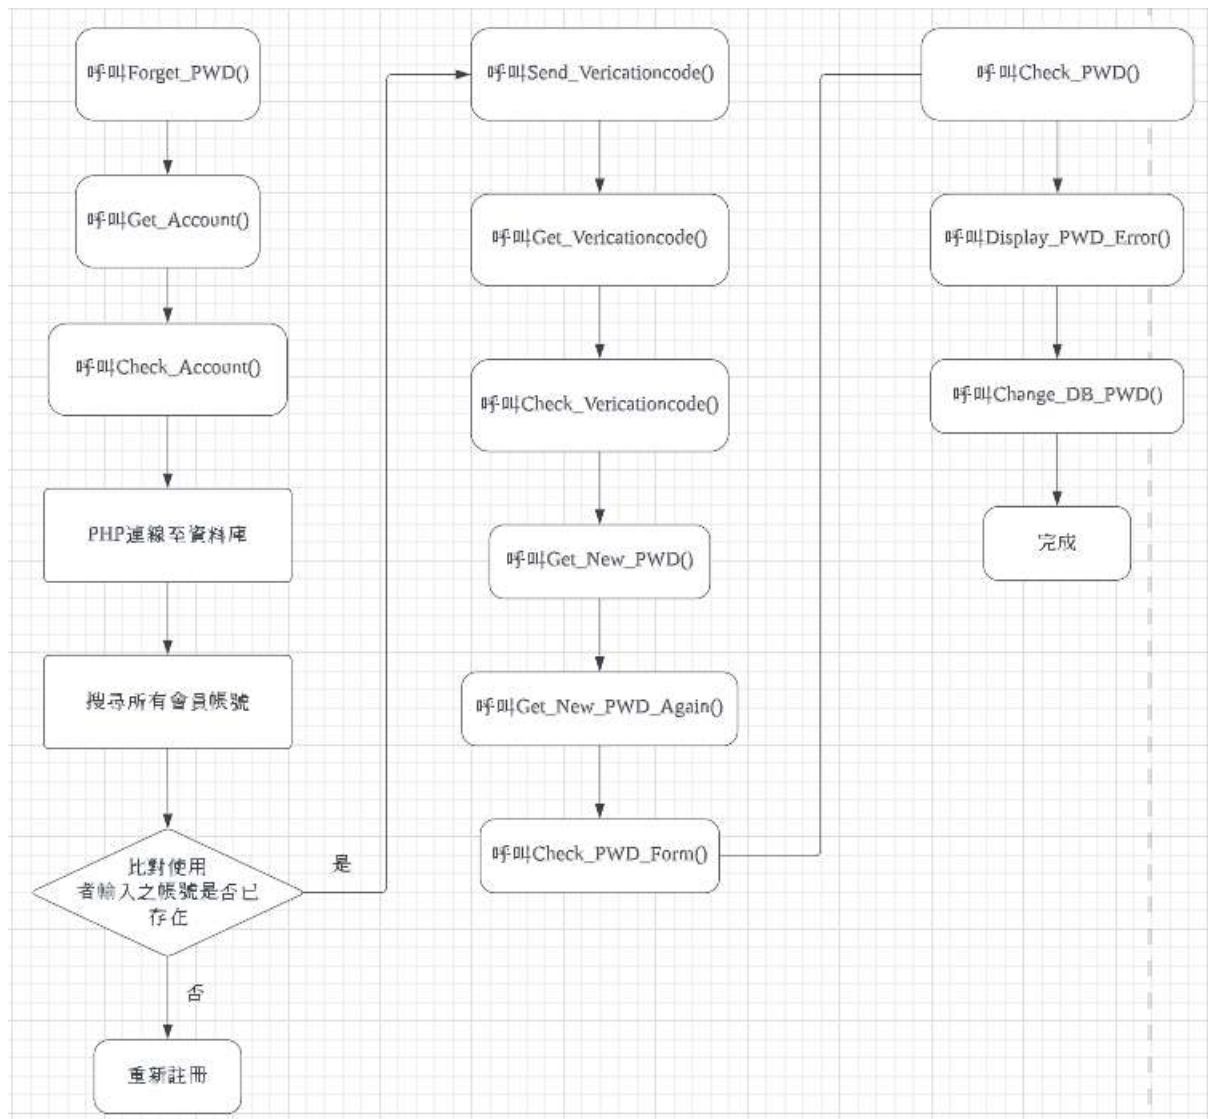 呼叫Forget_PWD()
呼叫Get_Account()
呼叫Check_Account()
PHP連線至資料庫
搜尋所有會員帳號
比對使用
者輸入之帳號是否已
存在
是
否
重新註冊
呼叫Send_Vericationcode()
呼叫Get_Vericationcode()
呼叫Check_Vericationcode()
呼叫Get_New_PWD()
呼叫Get_New_PWD_Again()
呼叫Check_PWD_Form()
呼叫Check_PWD()
呼叫Display_PWD_Error()
呼叫Change_DB_PWD()
完成